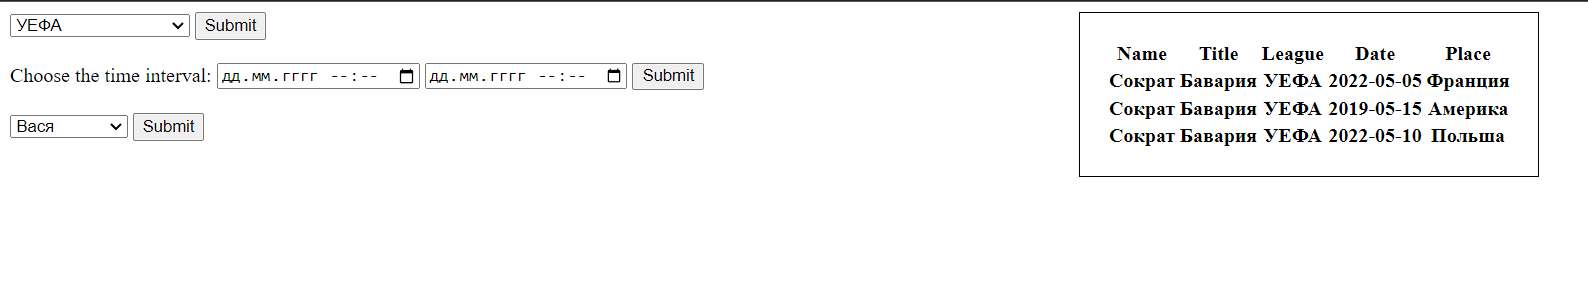 УЕФА Submit
Choose the time interval: дд.мм.гггг --:-- дд.мм.гггг --:-- Submit
Вася Submit
Name Title League Date Place
Сократ Бавария УЕФА 2022-05-05 Франция
Сократ Бавария УЕФА 2019-05-15 Америка
Сократ Бавария УЕФА 2022-05-10 Польша